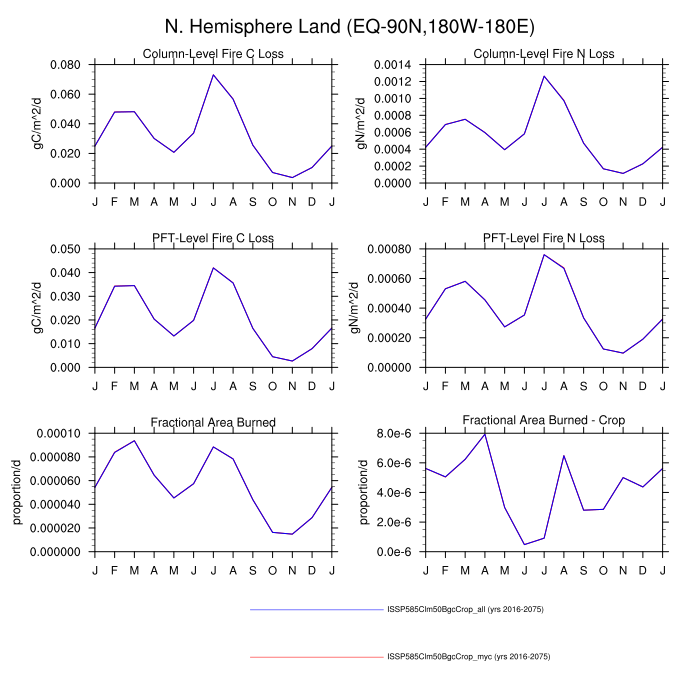 N. Hemisphere Land (EQ-90N,180W-180E)
Column-Level Fire C Loss
gC/m^2/d
0.080
0.060
0.040
0.020
0.000
J F M A M J J A S O N D J
Column-Level Fire N Loss
gN/m^2/d
0.0014
0.0012
0.0010
0.0008
0.0006
0.0004
0.0002
0.0000
J F M A M J J A S O N D J
PFT-Level Fire C Loss
gC/m^2/d
0.050
0.040
0.030
0.020
0.010
0.000
J F M A M J J A S O N D J
PFT-Level Fire N Loss
gN/m^2/d
0.00080
0.00060
0.00040
0.00020
0.00000
J F M A M J J A S O N D J
Fractional Area Burned
proportion/d
0.00010
0.000080
0.000060
0.000040
0.000020
0.000000
J F M A M J J A S O N D J
Fractional Area Burned - Crop
proportion/d
8.0e-6
6.0e-6
4.0e-6
2.0e-6
0.0e-6
J F M A M J J A S O N D J
ISSP585Clm50BgcCrop_all (yrs 2016-2075)
ISSP585Clm50BgcCrop_myc (yrs 2016-2075)